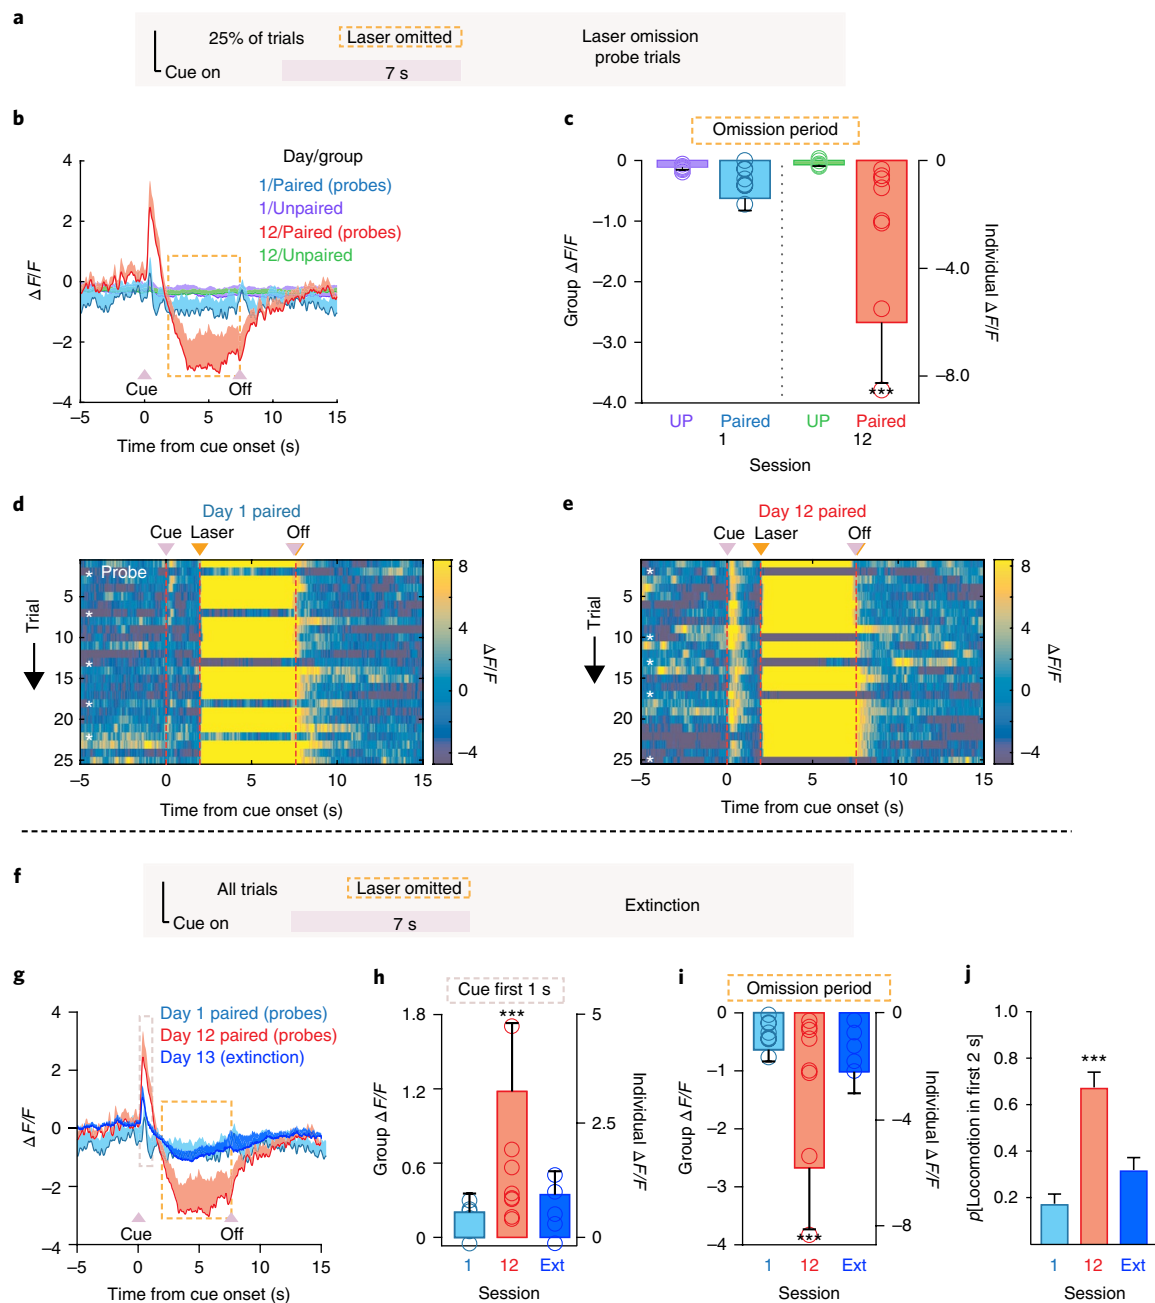 a
25% of trials
Laser omitted
Laser omission
probe trials
Cue on
7 s
b
Day/group
1/Paired (probes)
1/Unpaired
12/Paired (probes)
12/Unpaired
4
2
0
–2
–4
ΔF/F
Cue
Off
–5
0
5
10
15
Time from cue onset (s)
c
Omission period
0
–1.0
–2.0
–3.0
–4.0
Group ΔF/F
0
–4.0
–8.0
Individual ΔF/F
***
UP
Paired
UP
Paired
1
12
Session
d
Day 1 paired
Cue
Laser
Off
* Probe
*
*
*
*
Trial
5
10
15
20
25
–5
0
5
10
15
Time from cue onset (s)
8
4
0
–4
ΔF/F
e
Day 12 paired
Cue
Laser
Off
*
*
*
*
*
Trial
5
10
15
20
25
–5
0
5
10
15
Time from cue onset (s)
8
4
0
–4
ΔF/F
f
All trials
Laser omitted
Extinction
Cue on
7 s
g
Day 1 paired (probes)
Day 12 paired (probes)
Day 13 (extinction)
4
2
0
–2
–4
ΔF/F
Cue
Off
–5
0
5
10
15
Time from cue onset (s)
h
Cue first 1 s
***
1.8
1.2
0.6
0
Group ΔF/F
5
2.5
0
Individual ΔF/F
1
12
Ext
Session
i
Omission period
0
–1
–2
–3
–4
Group ΔF/F
0
–4
–8
Individual ΔF/F
***
1
12
Ext
Session
j
1.0
0.8
0.6
0.4
0.2
p[Locomotion in first 2 s]
***
1
12
Ext
Session